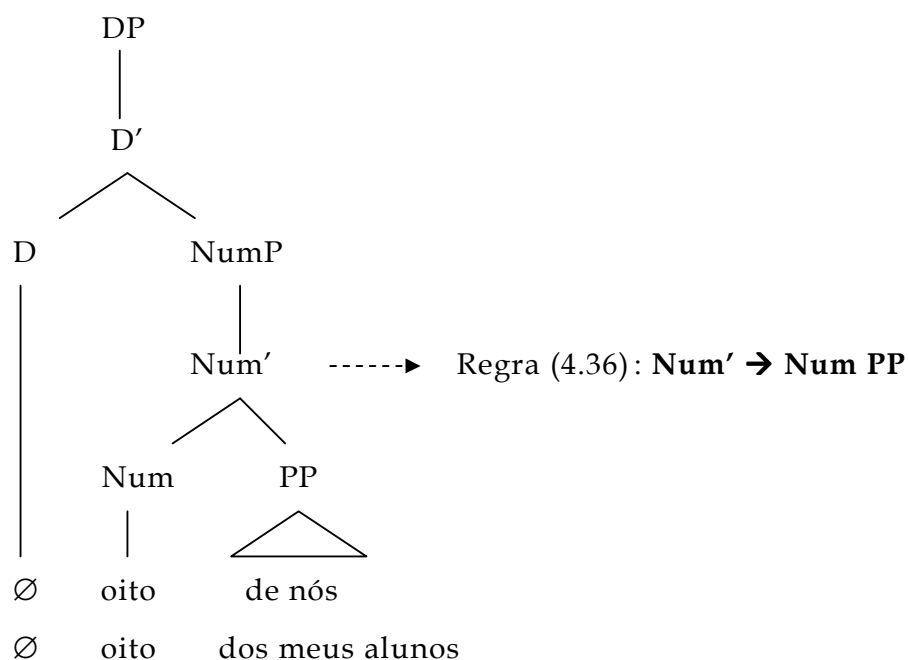 DP
D′
D NumP
Num′ Regra (4.36): Num′ → Num PP
Num PP
∅ oito de nós
∅ oito dos meus alunos